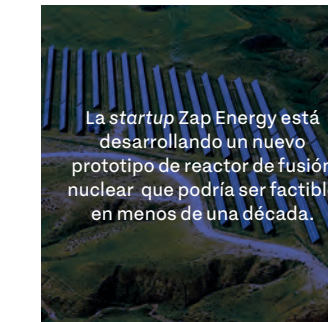 La startup Zap Energy está
desarrollando un nuevo
prototipo de reactor de fusión
nuclear que podría ser factible
en menos de una década.